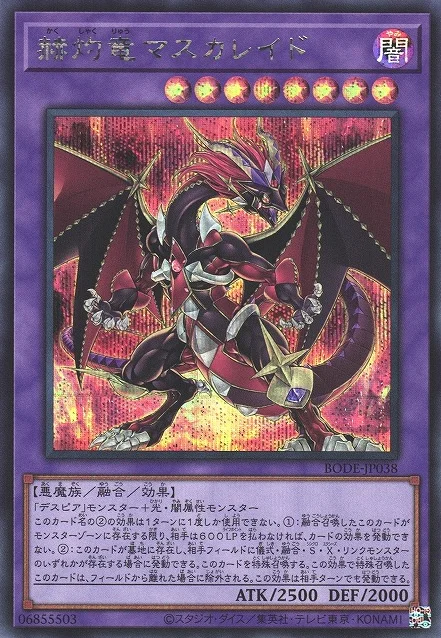 赫灼竜マスカレイド
かく しゃく りゅう
闇
やみ
BODE-JP038
【悪魔族／融合／効果】
「デスピア」モンスター＋光・闇属性モンスター
このカード名の②の効果は１ターンに１度しか使用できない。①：融合召喚したこのカードが
モンスターゾーンに存在する限り、相手は６００ＬＰを払わなければ、カードの効果を発動できな
い。②：このカードが墓地に存在し、相手フィールドに儀式・融合・Ｓ・Ｘ・リンクモンスター
のいずれかが存在する場合に発動できる。このカードを特殊召喚する。この効果で特殊召喚した
このカードは、フィールドから離れた場合に除外される。この効果は相手ターンでも発動できる。
ATK/2500 DEF/2000
06855503
©スタジオ・ダイス／集英社・テレビ東京・KONAMI